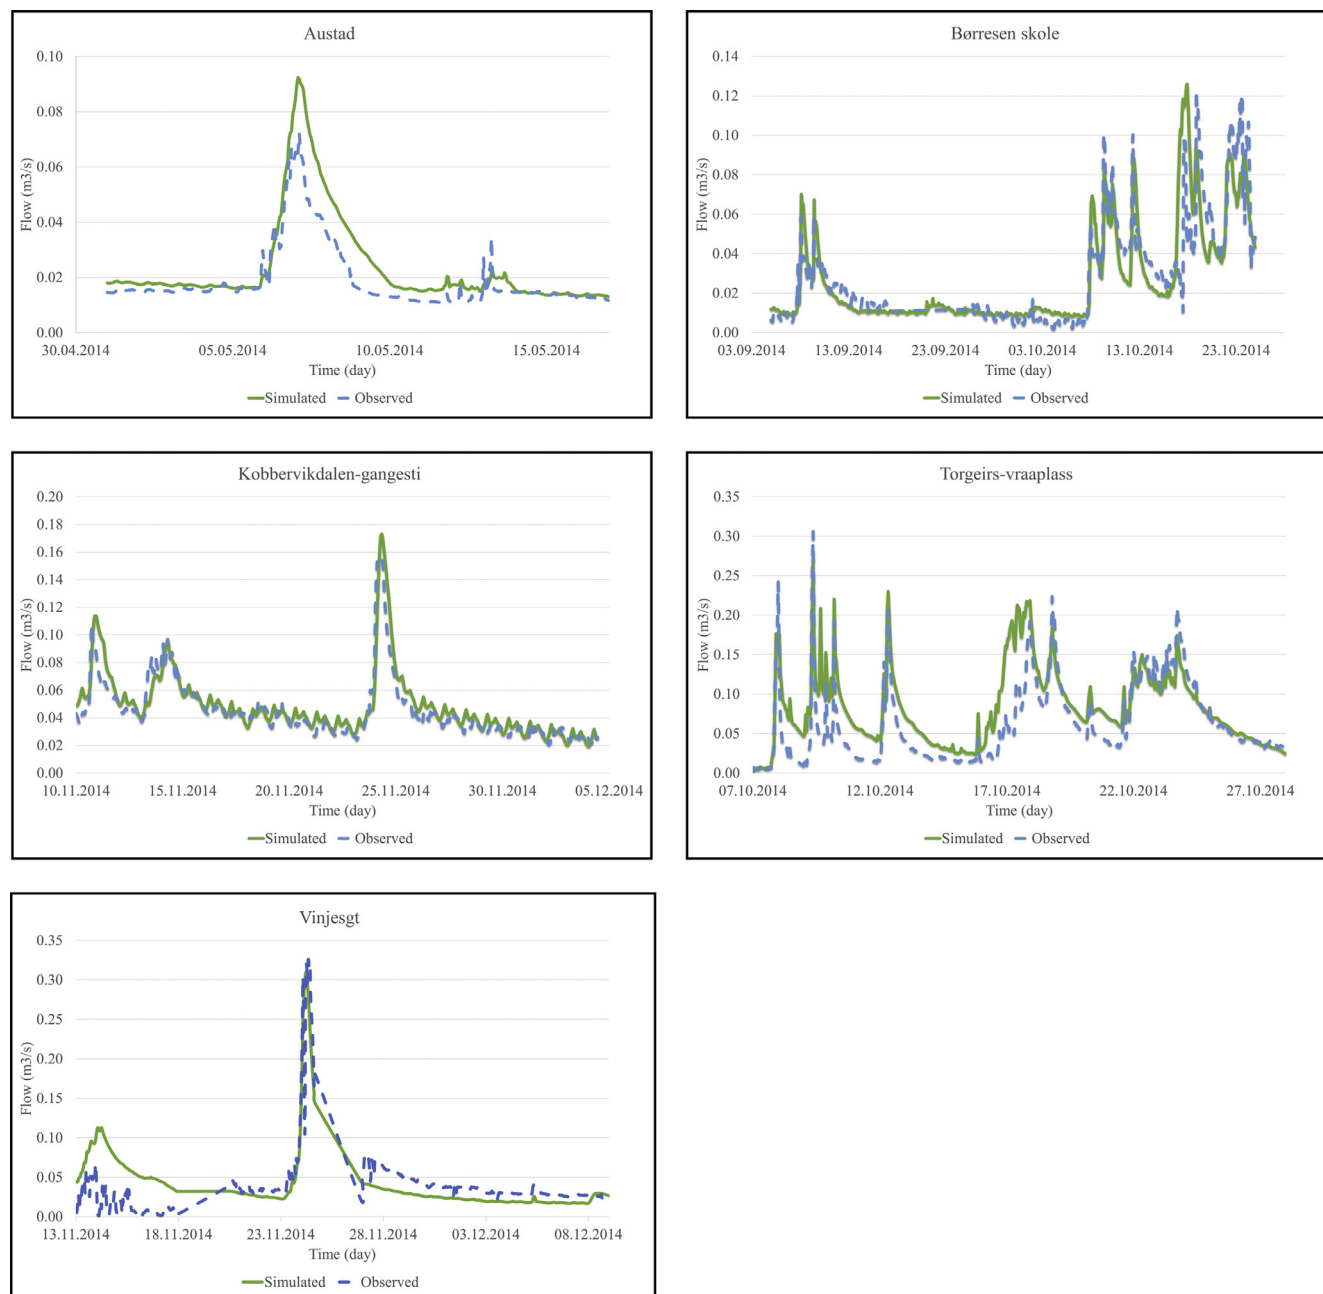 Austad
0.10
0.08
0.06
0.04
0.02
0.00
Flow (m3/s)
30.04.2014 05.05.2014 10.05.2014 15.05.2014
Time (day)
Simulated Observed
Børresen skole
0.14
0.12
0.10
0.08
0.06
0.04
0.02
0.00
Flow (m3/s)
03.09.2014 13.09.2014 23.09.2014 03.10.2014 13.10.2014 23.10.2014
Time (day)
Simulated Observed
Kobbervikdalen-gangesti
0.20
0.18
0.16
0.14
0.12
0.10
0.08
0.06
0.04
0.02
0.00
Flow (m3/s)
10.11.2014 15.11.2014 20.11.2014 25.11.2014 30.11.2014 05.12.2014
Time (day)
Simulated Observed
Torgeirs-vraaplass
0.35
0.30
0.25
0.20
0.15
0.10
0.05
0.00
Flow (m3/s)
07.10.2014 12.10.2014 17.10.2014 22.10.2014 27.10.2014
Time (day)
Simulated Observed
Vinjesgt
0.35
0.30
0.25
0.20
0.15
0.10
0.05
0.00
Flow (m3/s)
13.11.2014 18.11.2014 23.11.2014 28.11.2014 03.12.2014 08.12.2014
Time (day)
Simulated Observed